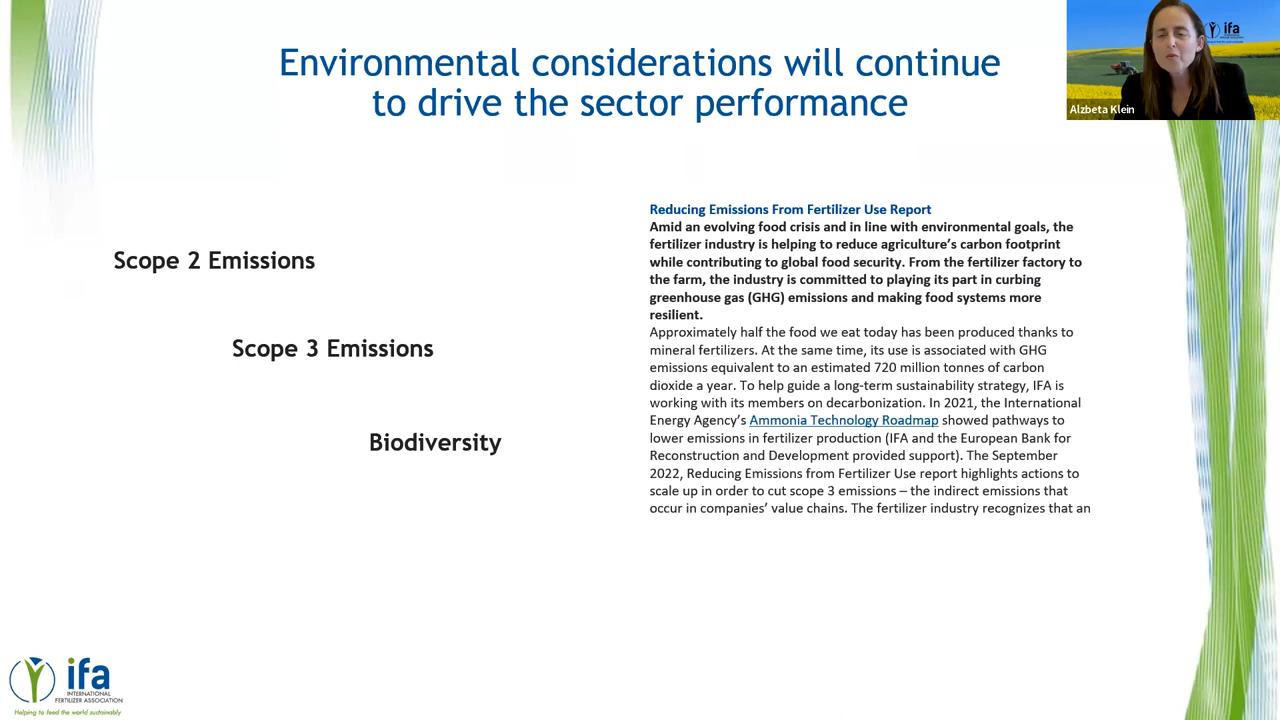 Environmental considerations will continue
to drive the sector performance
ifa
Alzbeta Klein
Scope 2 Emissions
Scope 3 Emissions
Biodiversity
Reducing Emissions From Fertilizer Use Report
Amid an evolving food crisis and in line with environmental goals, the
fertilizer industry is helping to reduce agriculture’s carbon footprint
while contributing to global food security. From the fertilizer factory to
the farm, the industry is committed to playing its part in curbing
greenhouse gas (GHG) emissions and making food systems more
resilient.
Approximately half the food we eat today has been produced thanks to
mineral fertilizers. At the same time, its use is associated with GHG
emissions equivalent to an estimated 720 million tonnes of carbon
dioxide a year. To help guide a long-term sustainability strategy, IFA is
working with its members on decarbonization. In 2021, the International
Energy Agency’s Ammonia Technology Roadmap showed pathways to
lower emissions in fertilizer production (IFA and the European Bank for
Reconstruction and Development provided support). The September
2022, Reducing Emissions from Fertilizer Use report highlights actions to
scale up in order to cut scope 3 emissions – the indirect emissions that
occur in companies’ value chains. The fertilizer industry recognizes that an
ifa
INTERNATIONAL
FERTILIZER ASSOCIATION
Helping to feed the world sustainably